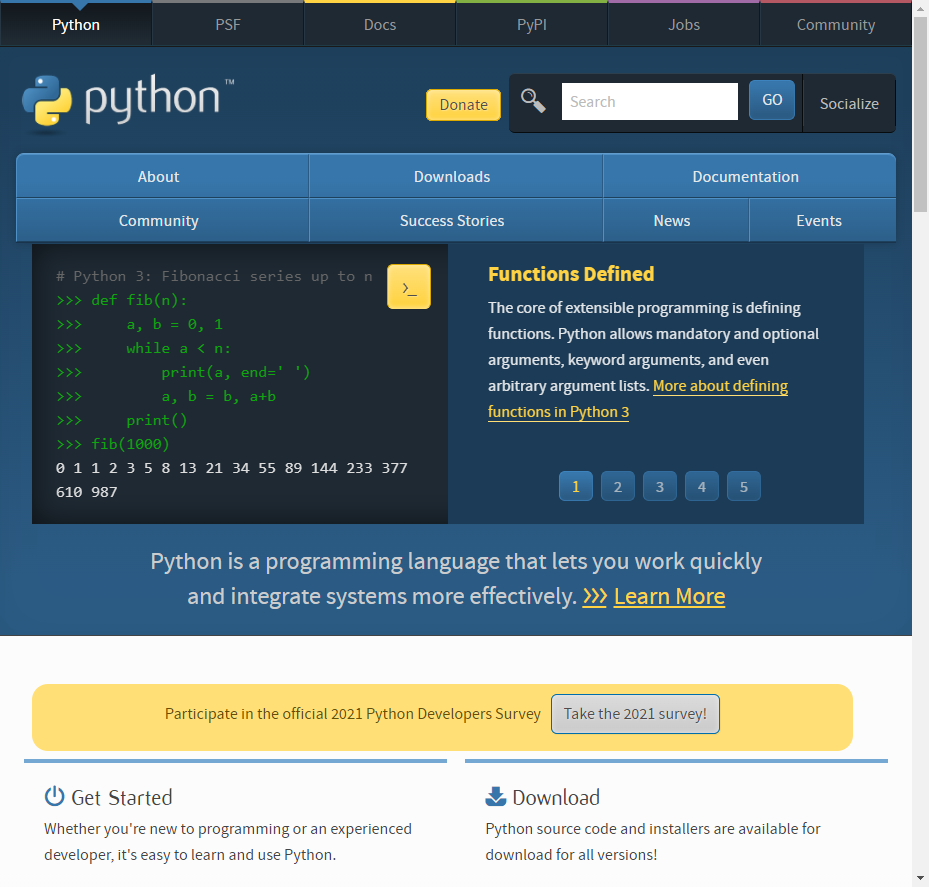 Python PSF Docs PyPI Jobs Community
python™
Donate Search GO Socialize
About Downloads Documentation
Community Success Stories News Events
# Python 3: Fibonacci series up to n
>>> def fib(n):
>>>     a, b = 0, 1
>>>     while a < n:
>>>         print(a, end=' ')
>>>         a, b = b, a+b
>>>     print()
>>> fib(1000)
0 1 1 2 3 5 8 13 21 34 55 89 144 233 377
610 987
>_
Functions Defined
The core of extensible programming is defining
functions. Python allows mandatory and optional
arguments, keyword arguments, and even
arbitrary argument lists. More about defining
functions in Python 3
1 2 3 4 5
Python is a programming language that lets you work quickly
and integrate systems more effectively. >>> Learn More
Participate in the official 2021 Python Developers Survey Take the 2021 survey!
Get Started
Whether you're new to programming or an experienced
developer, it's easy to learn and use Python.
Download
Python source code and installers are available for
download for all versions!